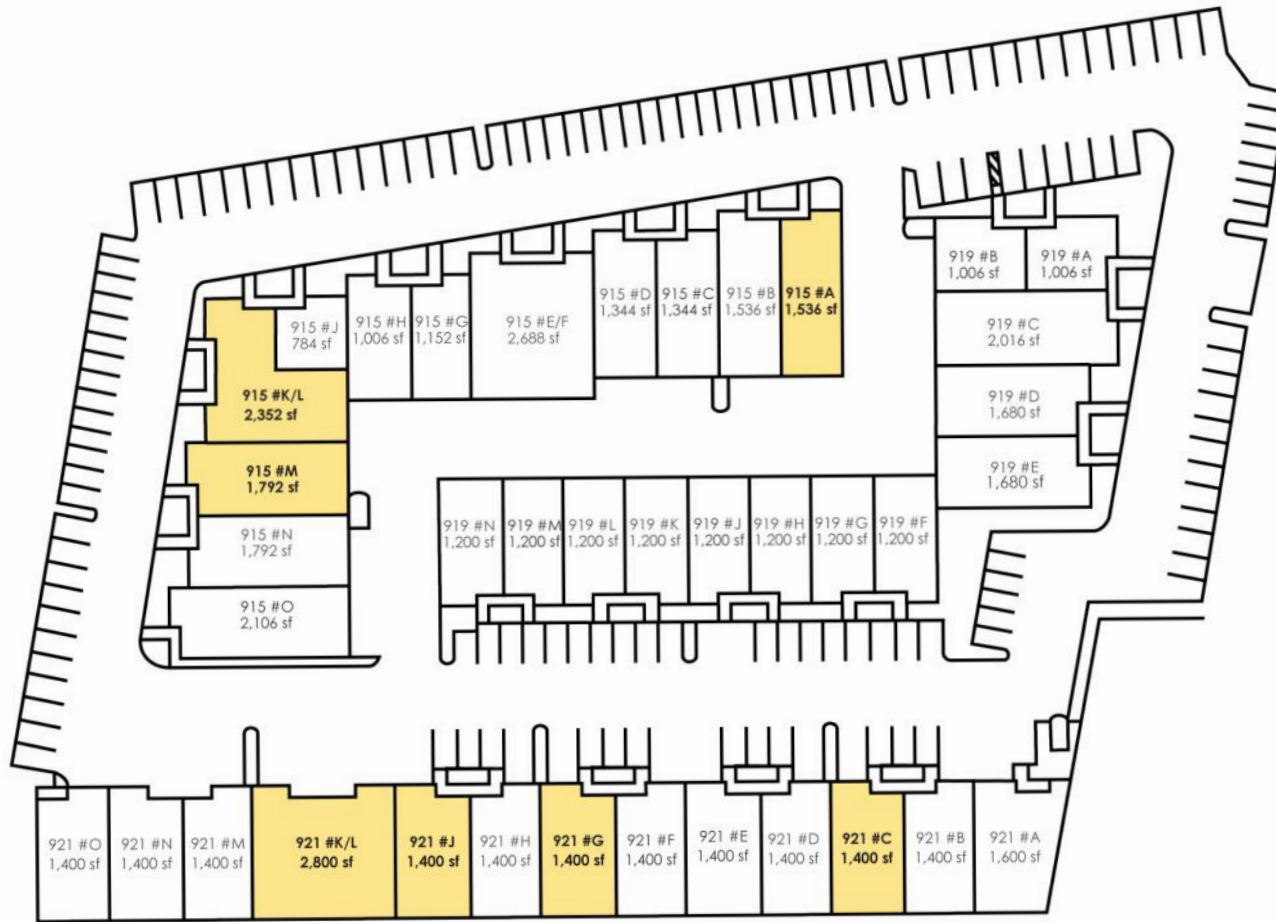 919 #B
1,006 sf
919 #A
1,006 sf
915 #D
1,344 sf
915 #C
1,344 sf
915 #B
1,536 sf
915 #A
1,536 sf
915 #J
784 sf
915 #H
1,006 sf
915 #G
1,152 sf
915 #E/F
2,688 sf
919 #C
2,016 sf
915 #K/L
2,352 sf
919 #D
1,680 sf
915 #M
1,792 sf
919 #E
1,680 sf
915 #N
1,792 sf
919 #N
1,200 sf
919 #M
1,200 sf
919 #L
1,200 sf
919 #K
1,200 sf
919 #J
1,200 sf
919 #H
1,200 sf
919 #G
1,200 sf
919 #F
1,200 sf
915 #O
2,106 sf
921 #O
1,400 sf
921 #N
1,400 sf
921 #M
1,400 sf
921 #K/L
2,800 sf
921 #J
1,400 sf
921 #H
1,400 sf
921 #G
1,400 sf
921 #F
1,400 sf
921 #E
1,400 sf
921 #D
1,400 sf
921 #C
1,400 sf
921 #B
1,400 sf
921 #A
1,600 sf